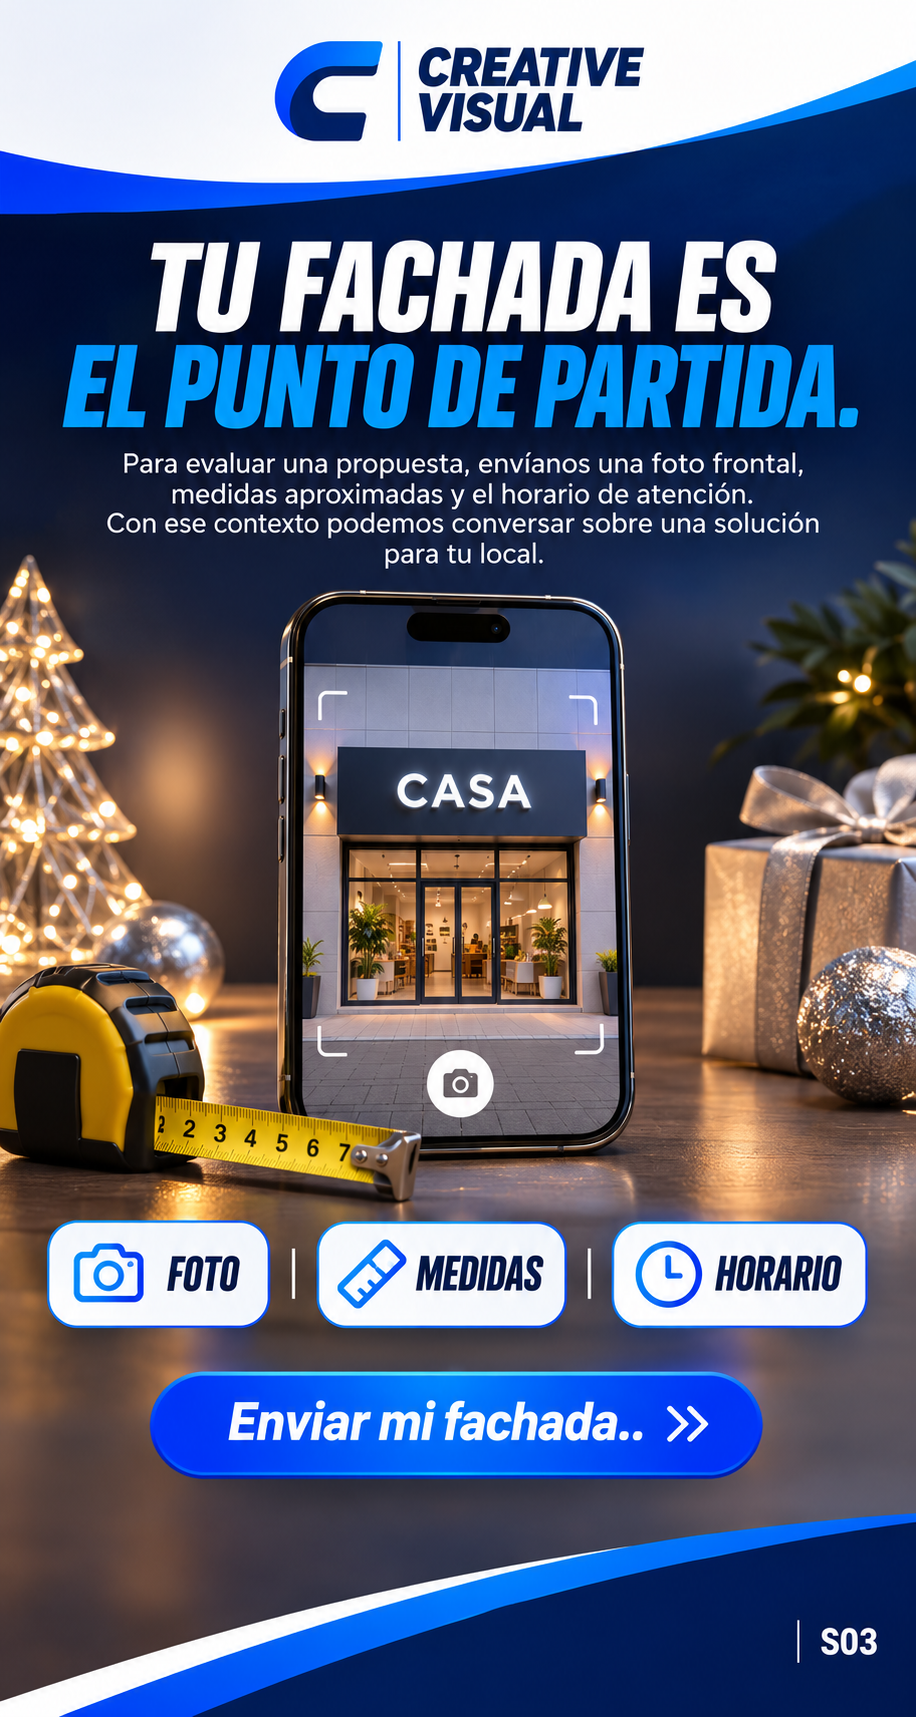 CREATIVE
VISUAL
TU FACHADA ES
EL PUNTO DE PARTIDA.
Para evaluar una propuesta, envíanos una foto frontal,
medidas aproximadas y el horario de atención.
Con ese contexto podemos conversar sobre una solución
para tu local.
CASA
2 2 3 4 5 6 7
FOTO | MEDIDAS | HORARIO
Enviar mi fachada.. >>
| S03